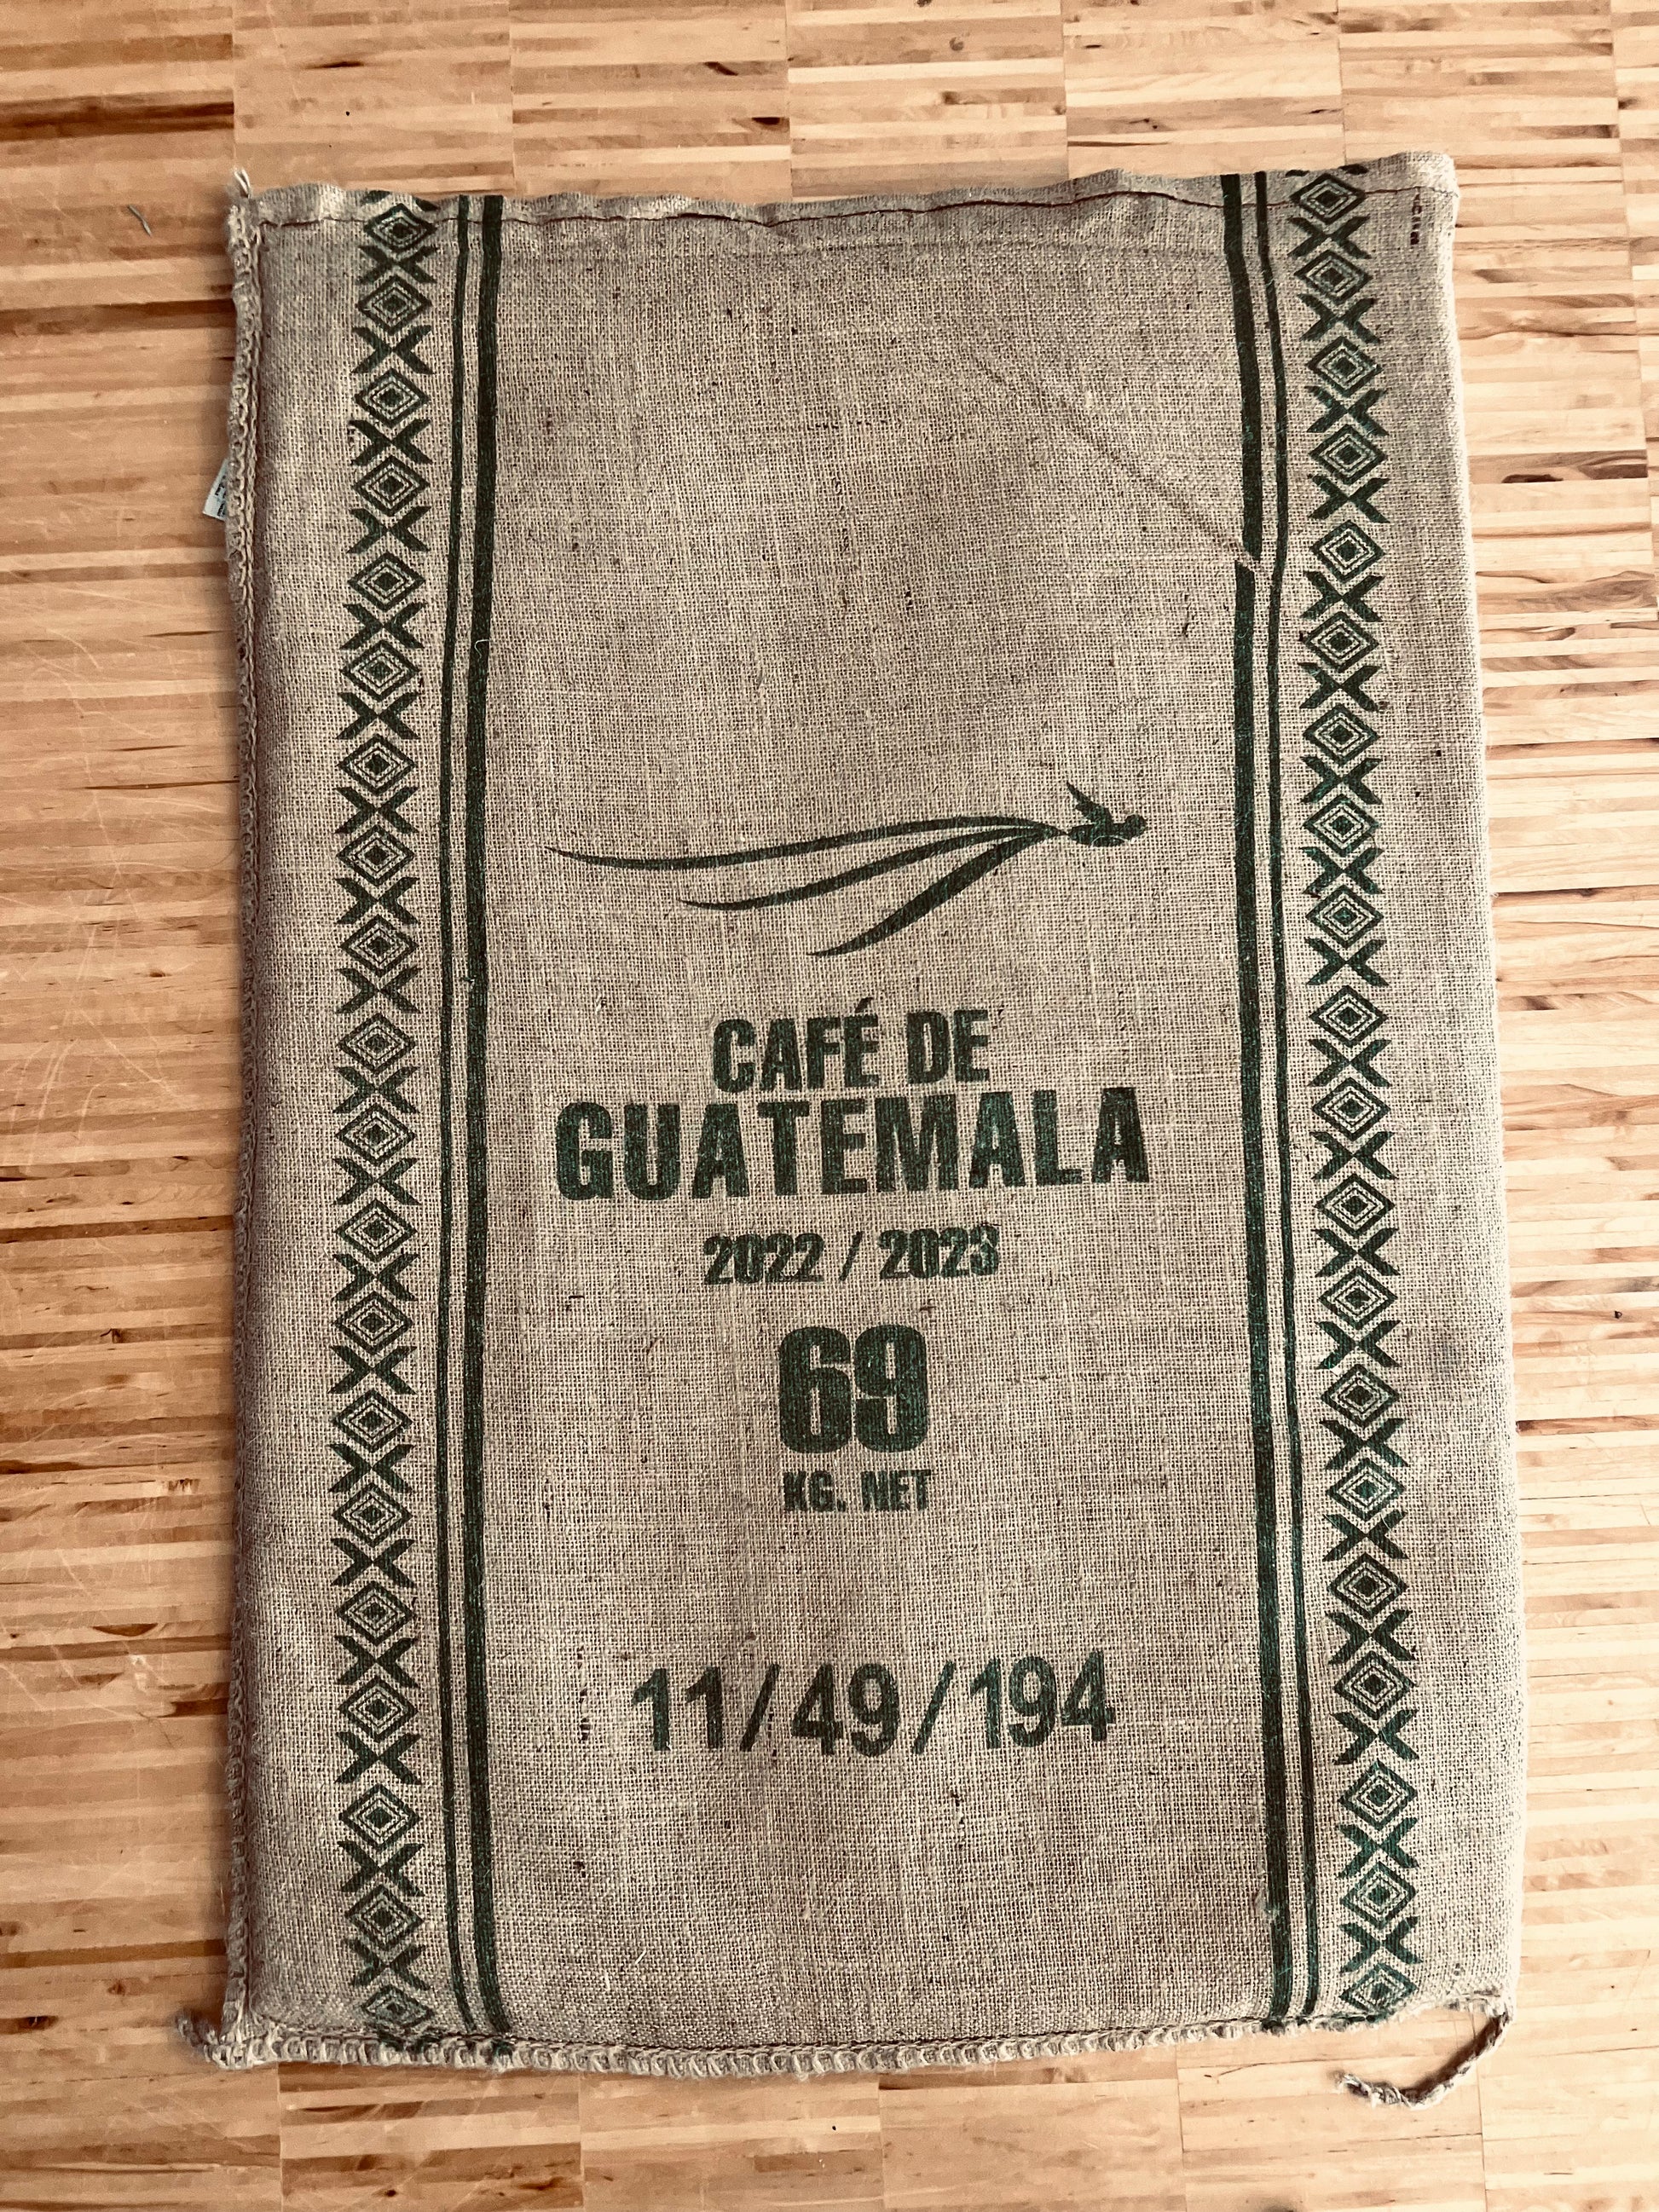 CAFÉ DE
GUATEMALA
2022 / 2023
69
KG. NET
11/49/194